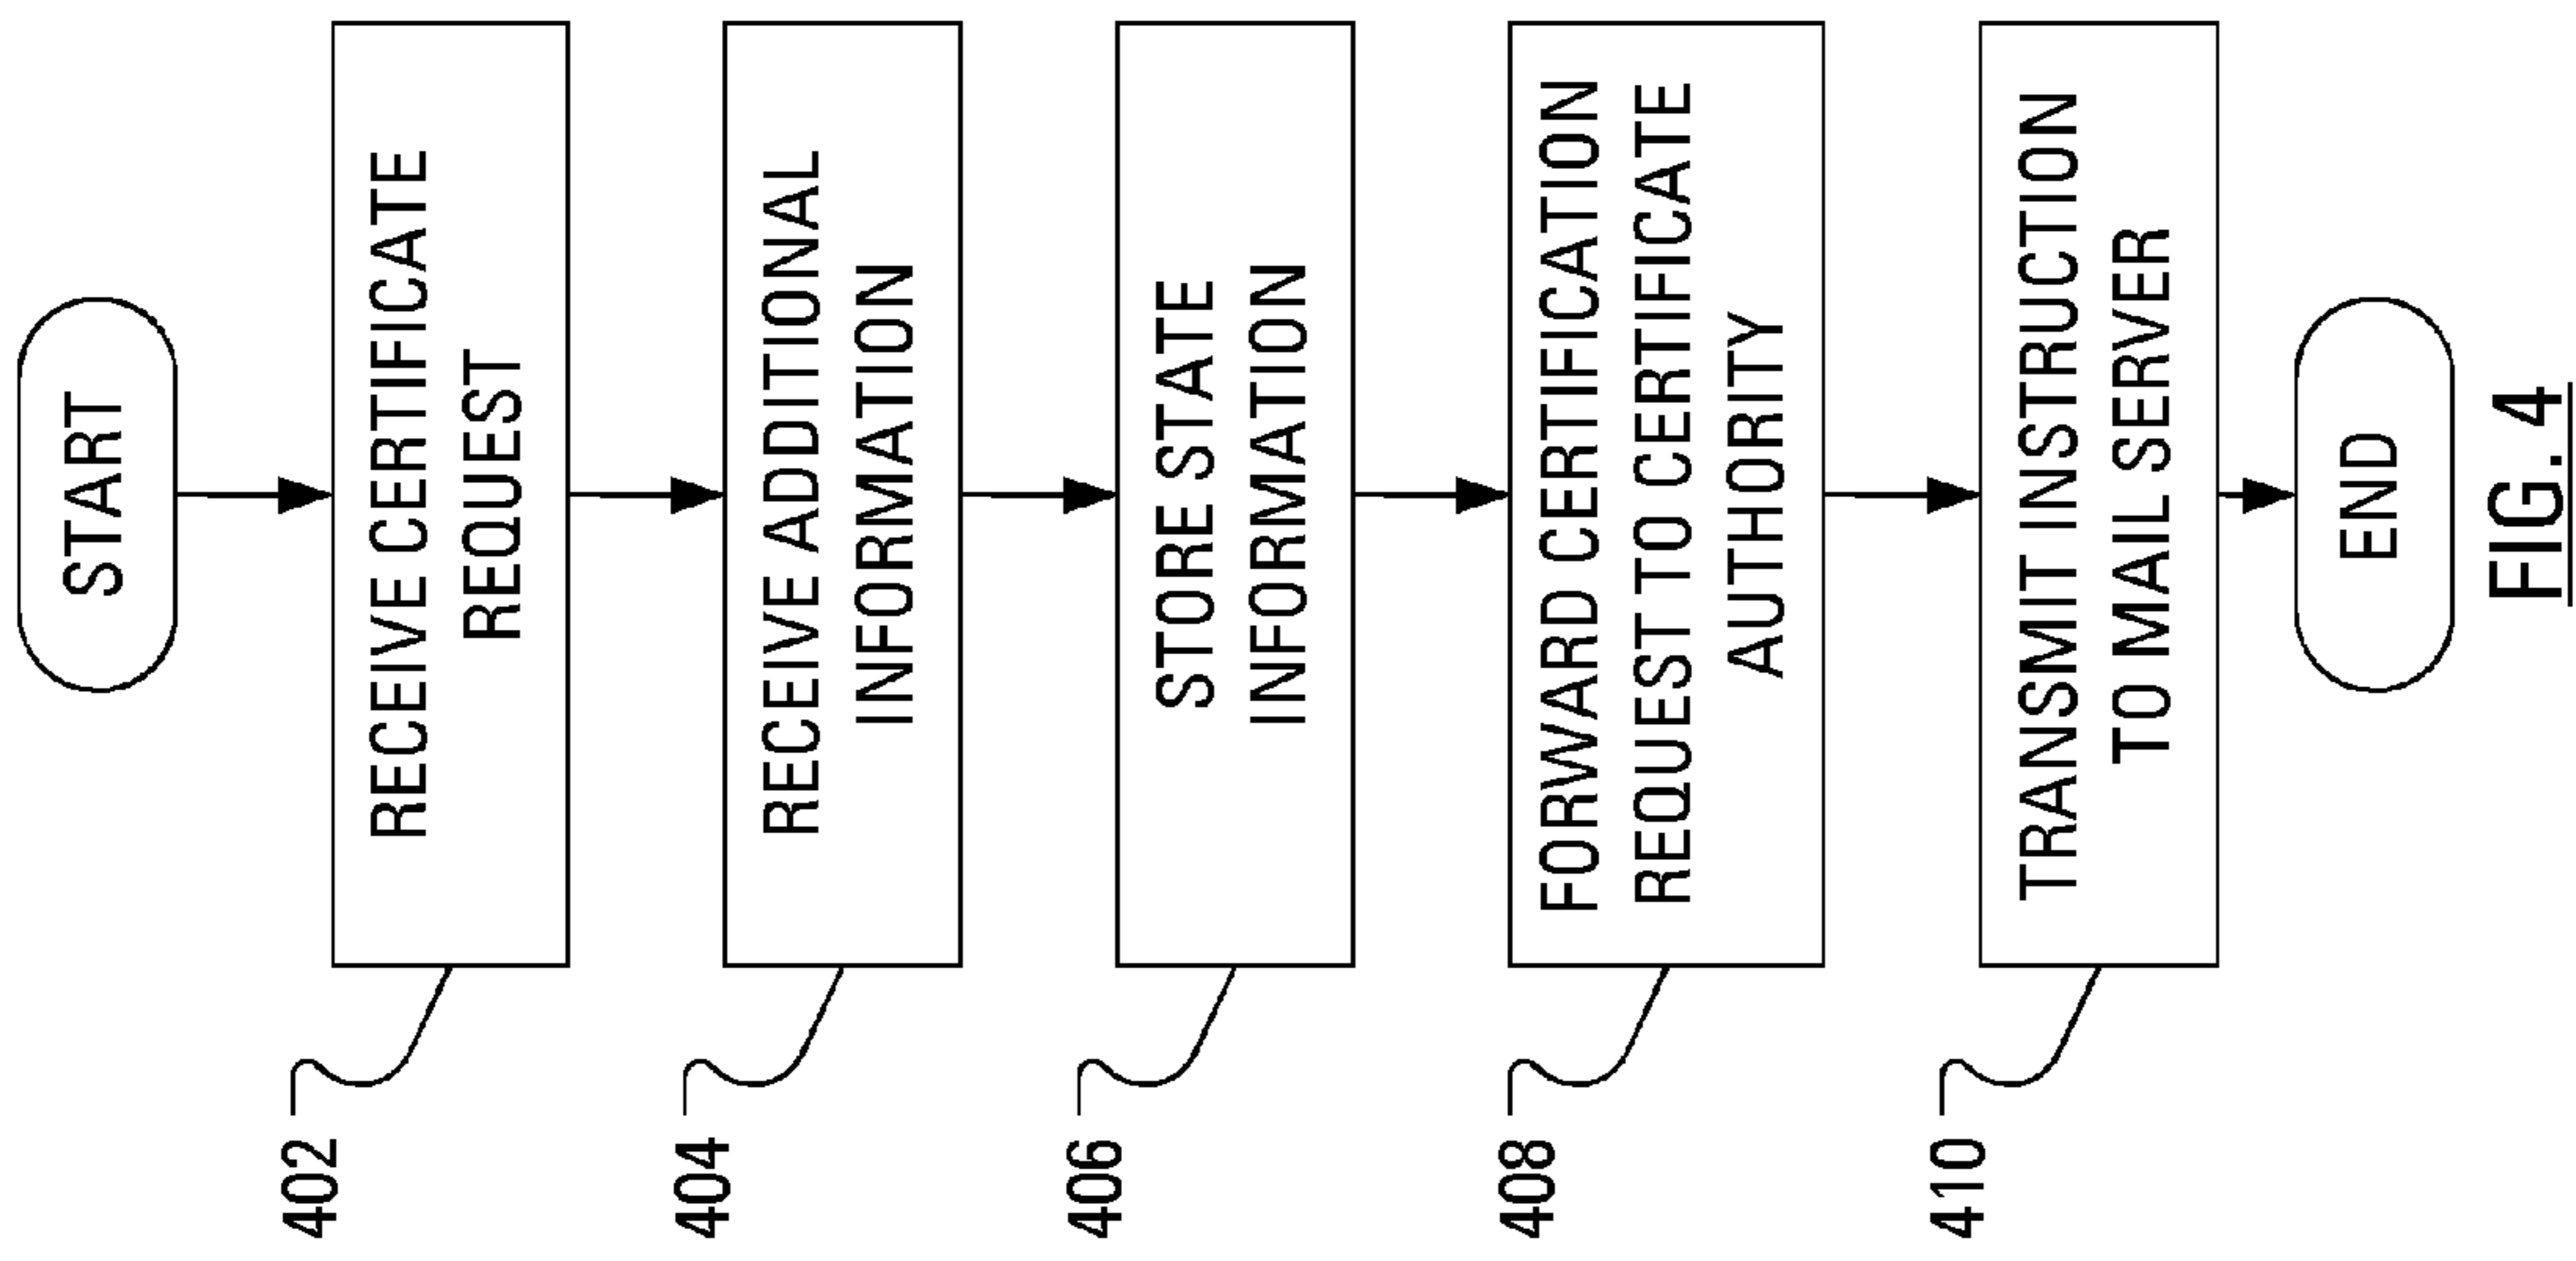 START
402
RECEIVE CERTIFICATE
REQUEST
404
RECEIVE ADDITIONAL
INFORMATION
406
STORE STATE
INFORMATION
408
FORWARD CERTIFICATION
REQUEST TO CERTIFICATE
AUTHORITY
410
TRANSMIT INSTRUCTION
TO MAIL SERVER
END
FIG. 4